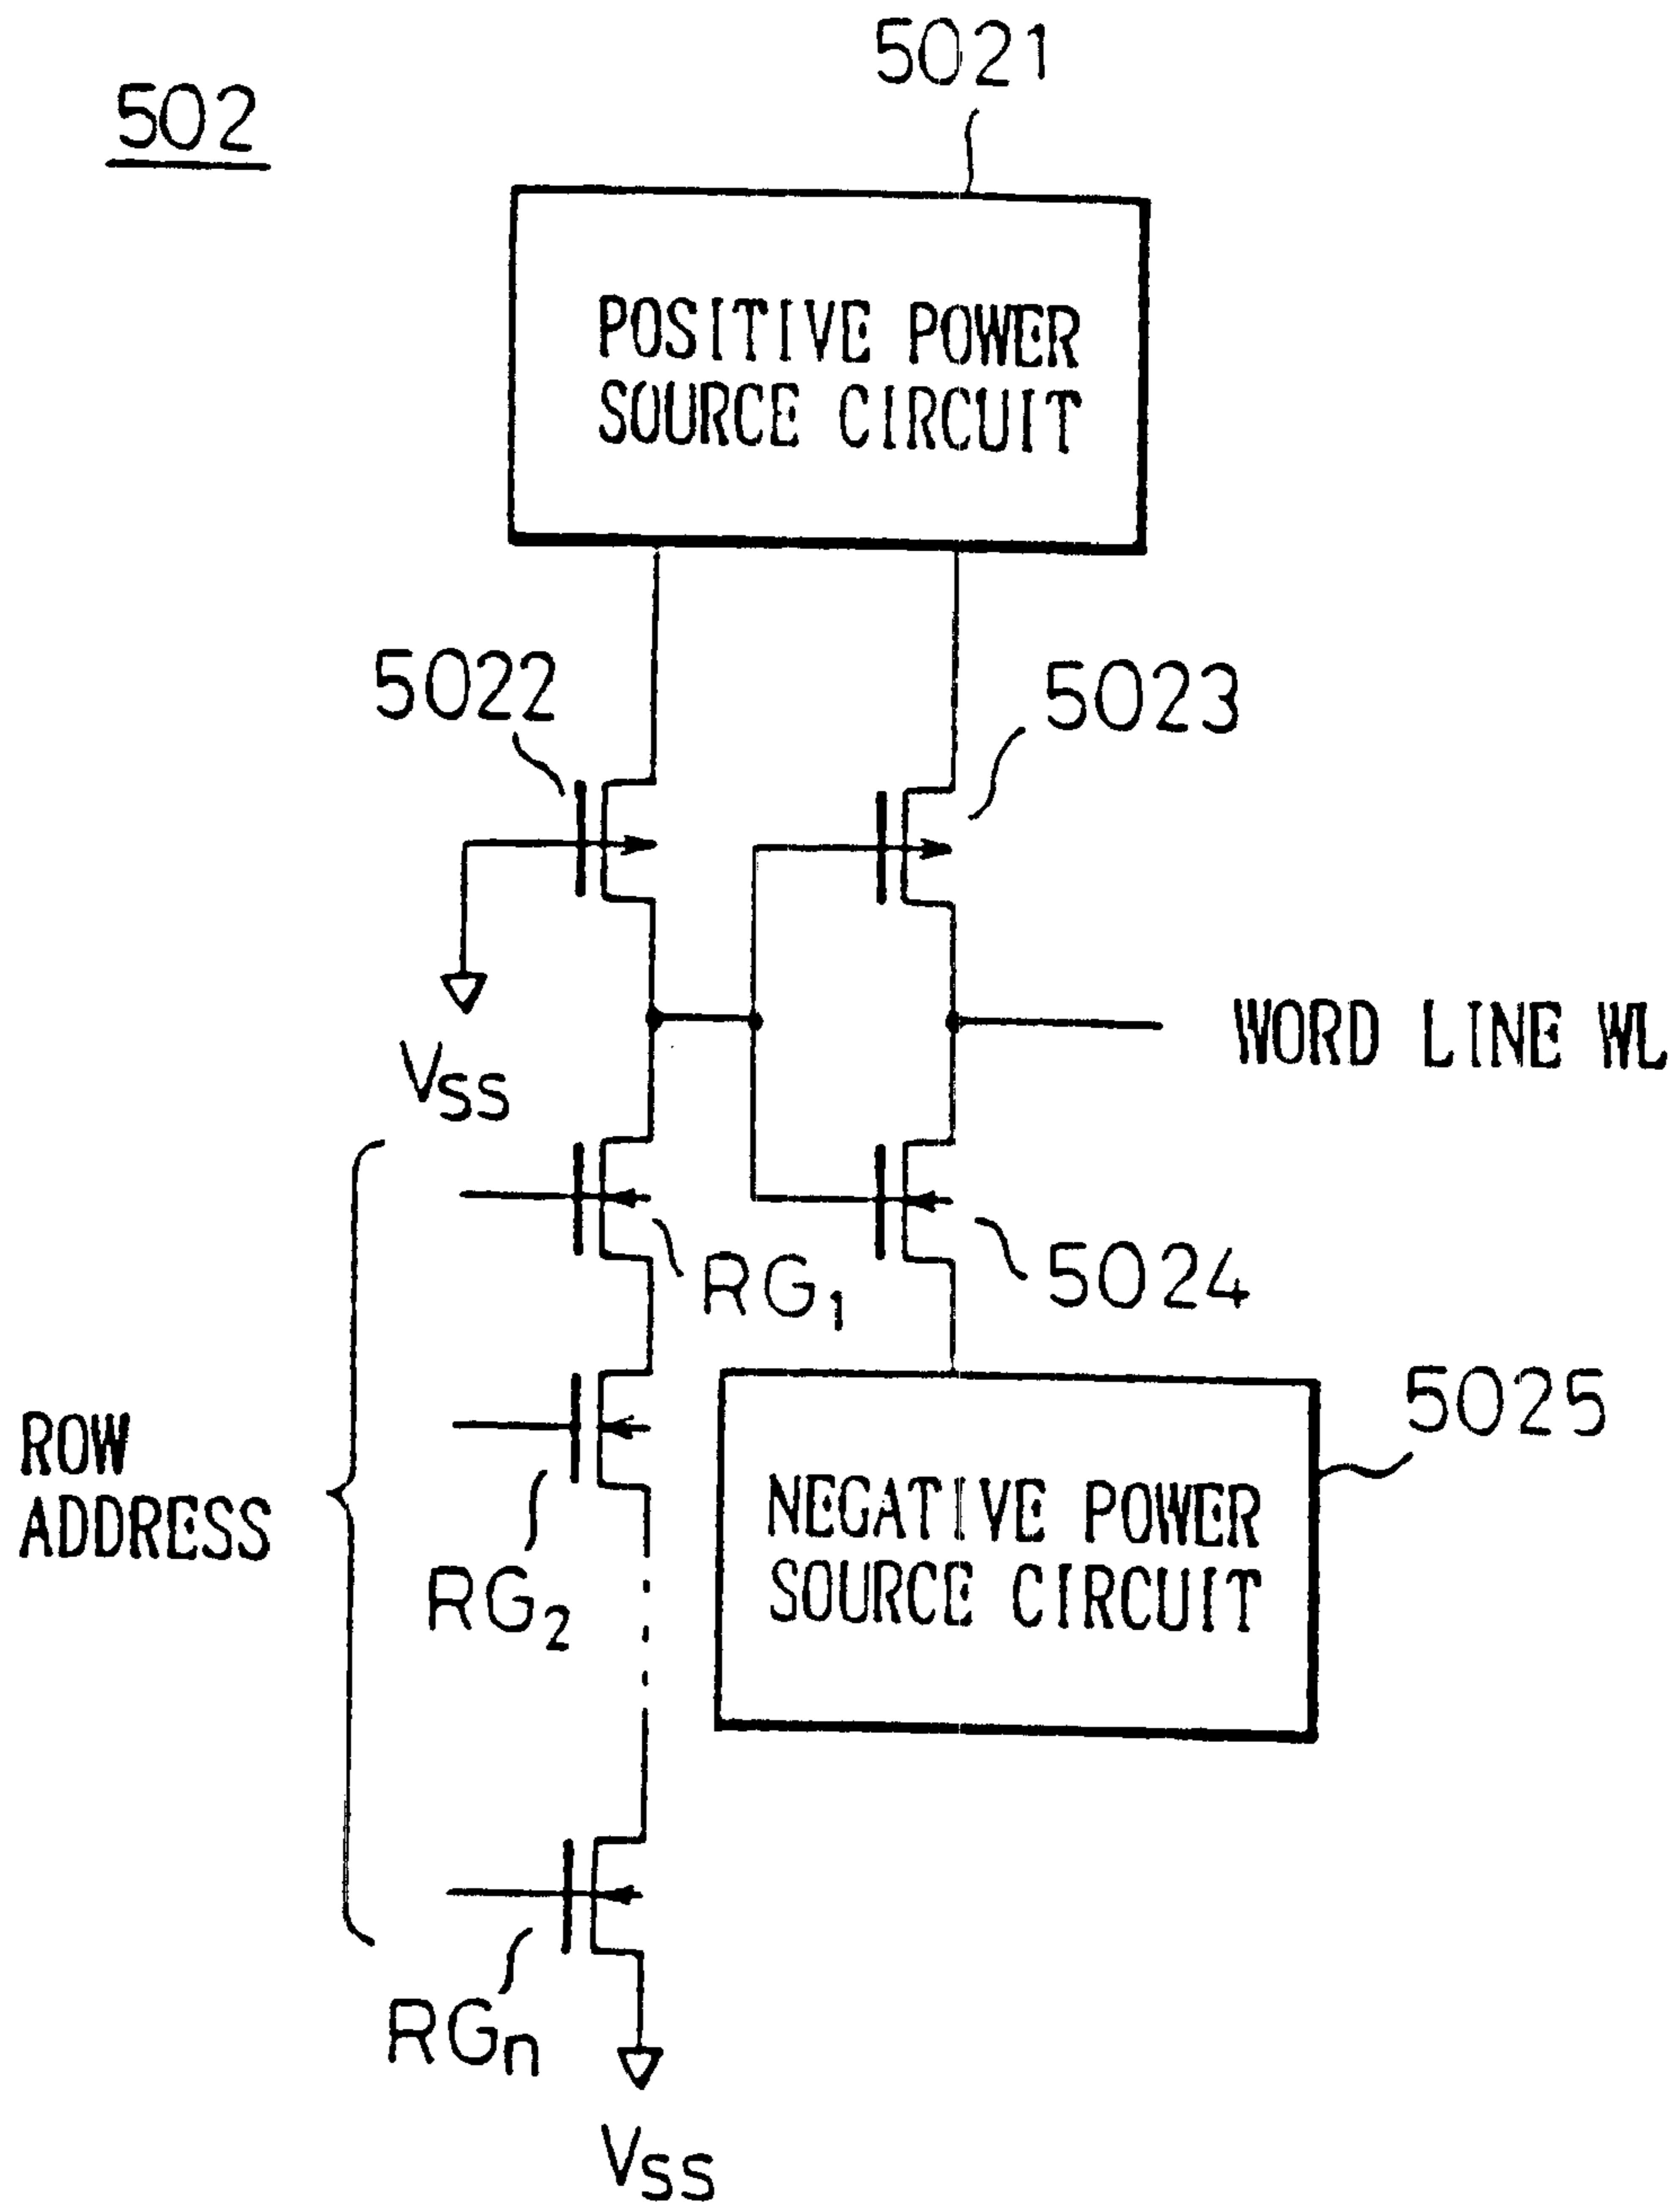 5021
502
POSITIVE POWER
SOURCE CIRCUIT
5022
5023
WORD LINE WL
VSS
RG1
5024
5025
ROW
ADDRESS
NEGATIVE POWER
SOURCE CIRCUIT
RG2
RGn
VSS